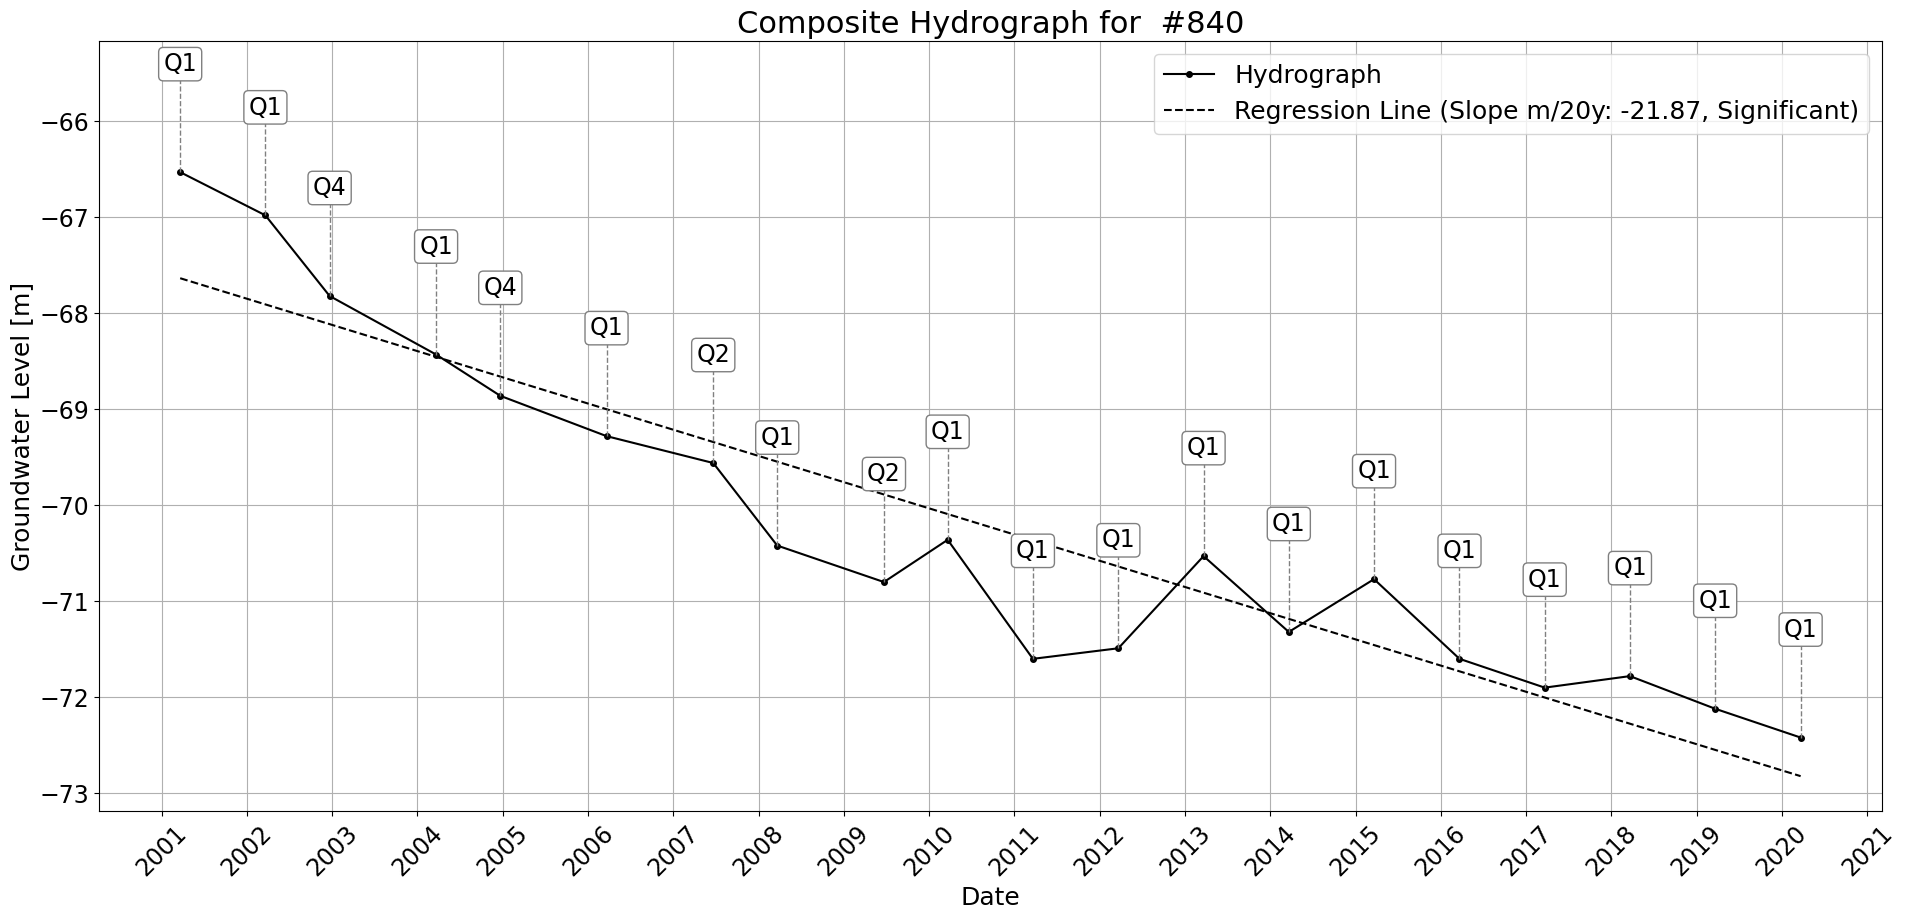 Composite Hydrograph for  #840
Hydrograph
Regression Line (Slope m/20y: -21.87, Significant)
Q1
Q1
Q4
Q1
Q4
Q1
Q2
Q1
Q2
Q1
Q1
Q1
Q1
Q1
Q1
Q1
Q1
Q1
Q1
Q1
Groundwater Level [m]
−66
−67
−68
−69
−70
−71
−72
−73
2001
2002
2003
2004
2005
2006
2007
2008
2009
2010
2011
2012
2013
2014
2015
2016
2017
2018
2019
2020
2021
Date